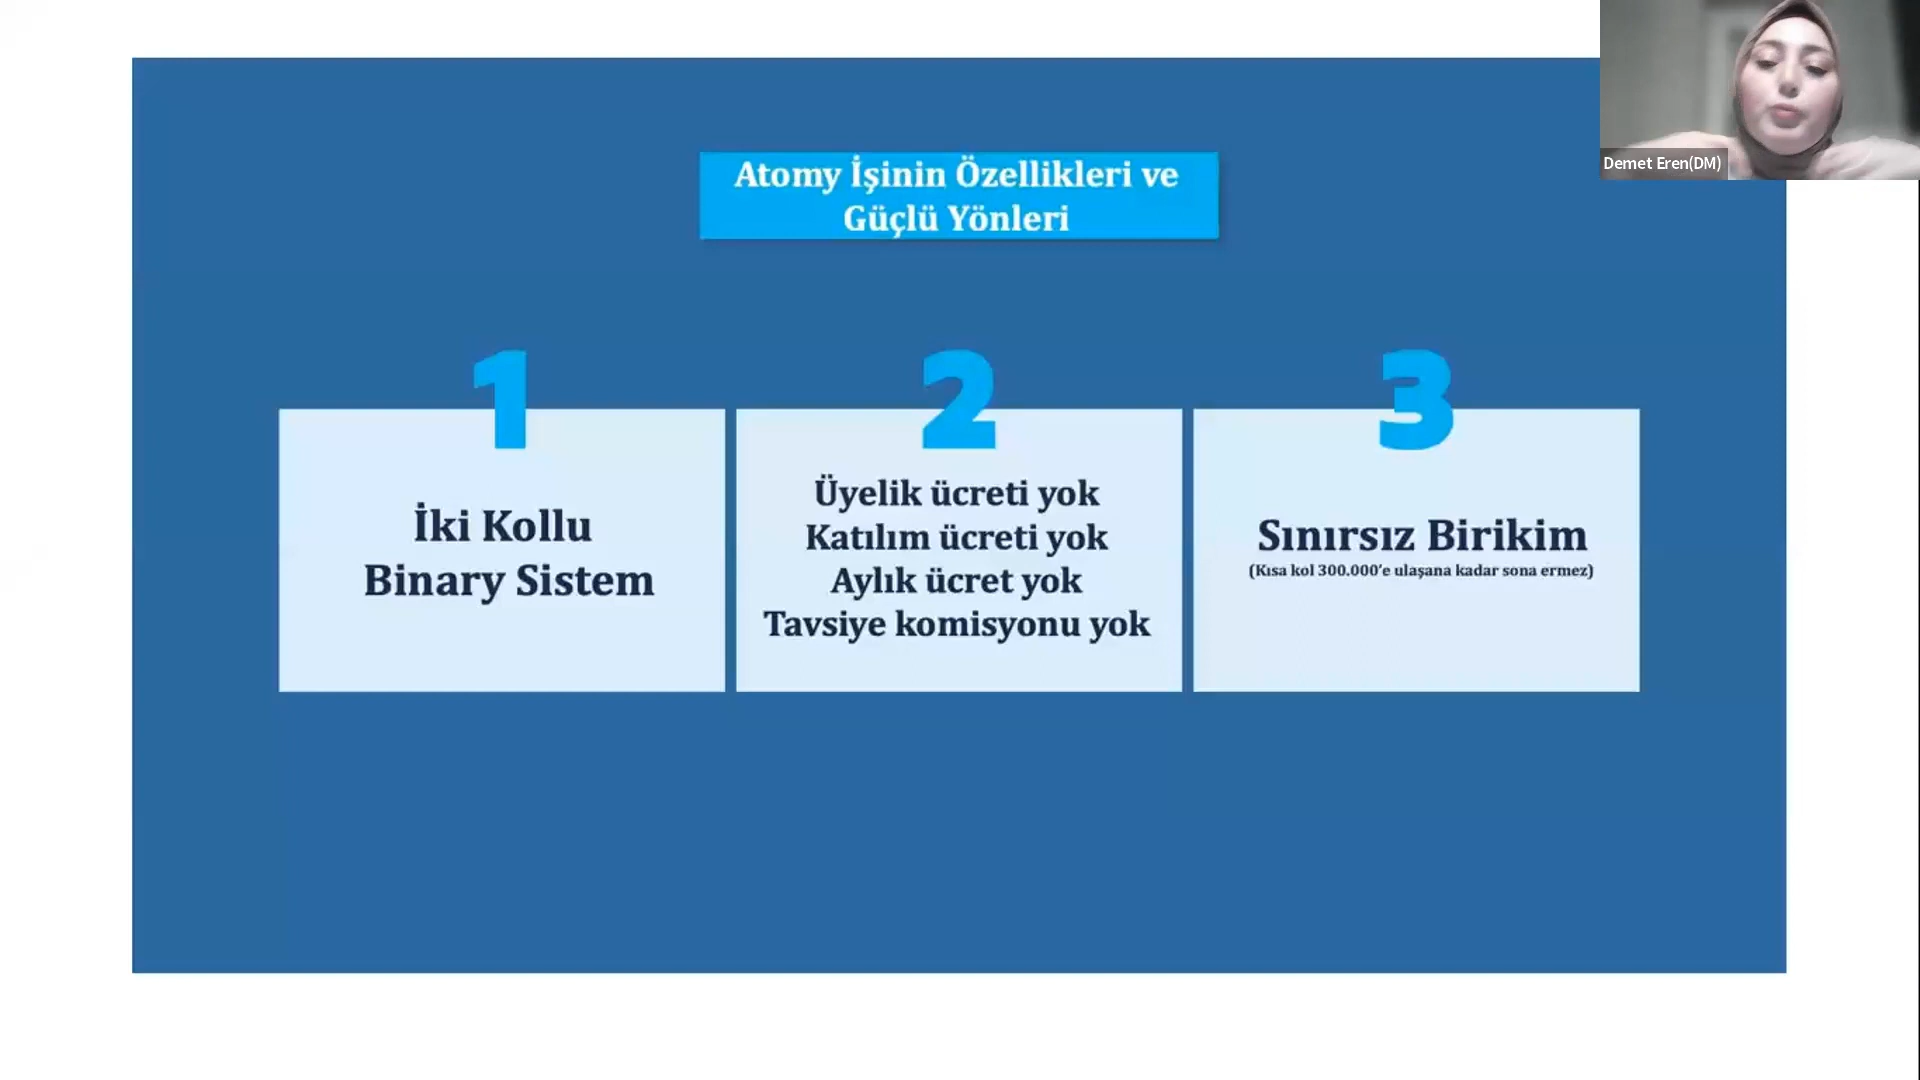 Demet Eren(DM)
Atomy İşinin Özellikleri ve
Güçlü Yönleri
1
İki Kollu
Binary Sistem
2
Üyelik ücreti yok
Katılım ücreti yok
Aylık ücret yok
Tavsiye komisyonu yok
3
Sınırsız Birikim
(Kısa kol 300.000’e ulaşana kadar sona ermez)